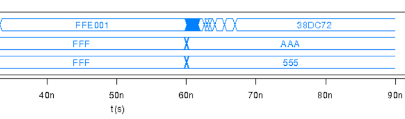 FFE001 38DC72
FFF AAA
FFF 555
40n 50n 60n 70n 80n 90n
t(s)